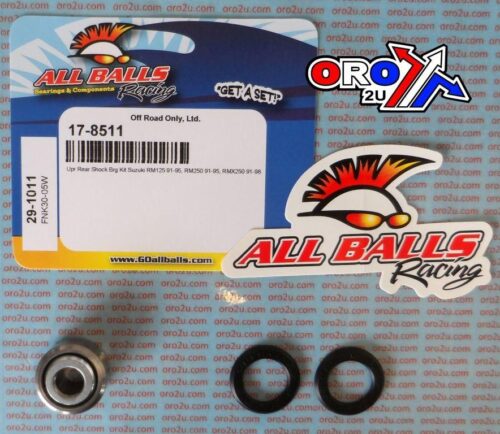 ALL BALLS
Bearings & Components Racing
"GET A SET!"
Off Road Only, Ltd.
17-8511
Upr Rear Shock Brg Kit Suzuki RM125 91-95, RM250 91-95, RMX250 91-98
29-1011
FNK30-05W
www.GOallballs.com
ORO
2U
ALL BALLS
Racing
oro2u.com